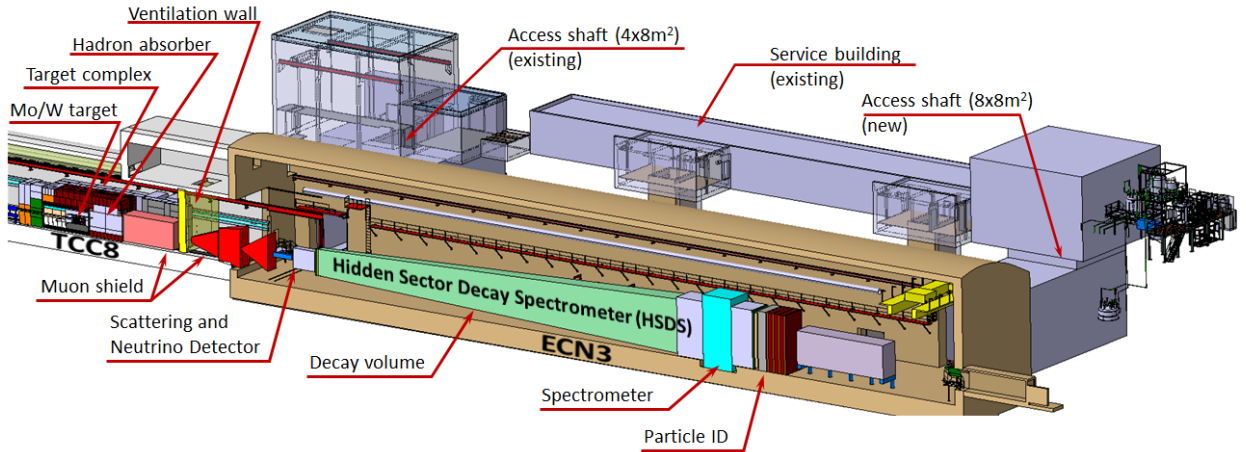 Ventilation wall
Hadron absorber
Target complex
Mo/W target
Access shaft (4x8m²)
(existing)
Service building
(existing)
Access shaft (8x8m²)
(new)
TCC8
Muon shield
Scattering and
Neutrino Detector
Hidden Sector Decay Spectrometer (HSDS)
ECN3
Decay volume
Spectrometer
Particle ID